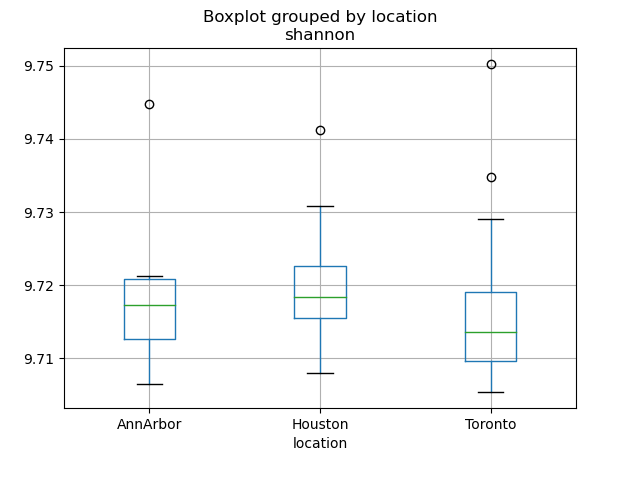 Boxplot grouped by location
shannon
9.75
9.74
9.73
9.72
9.71
AnnArbor Houston Toronto
location